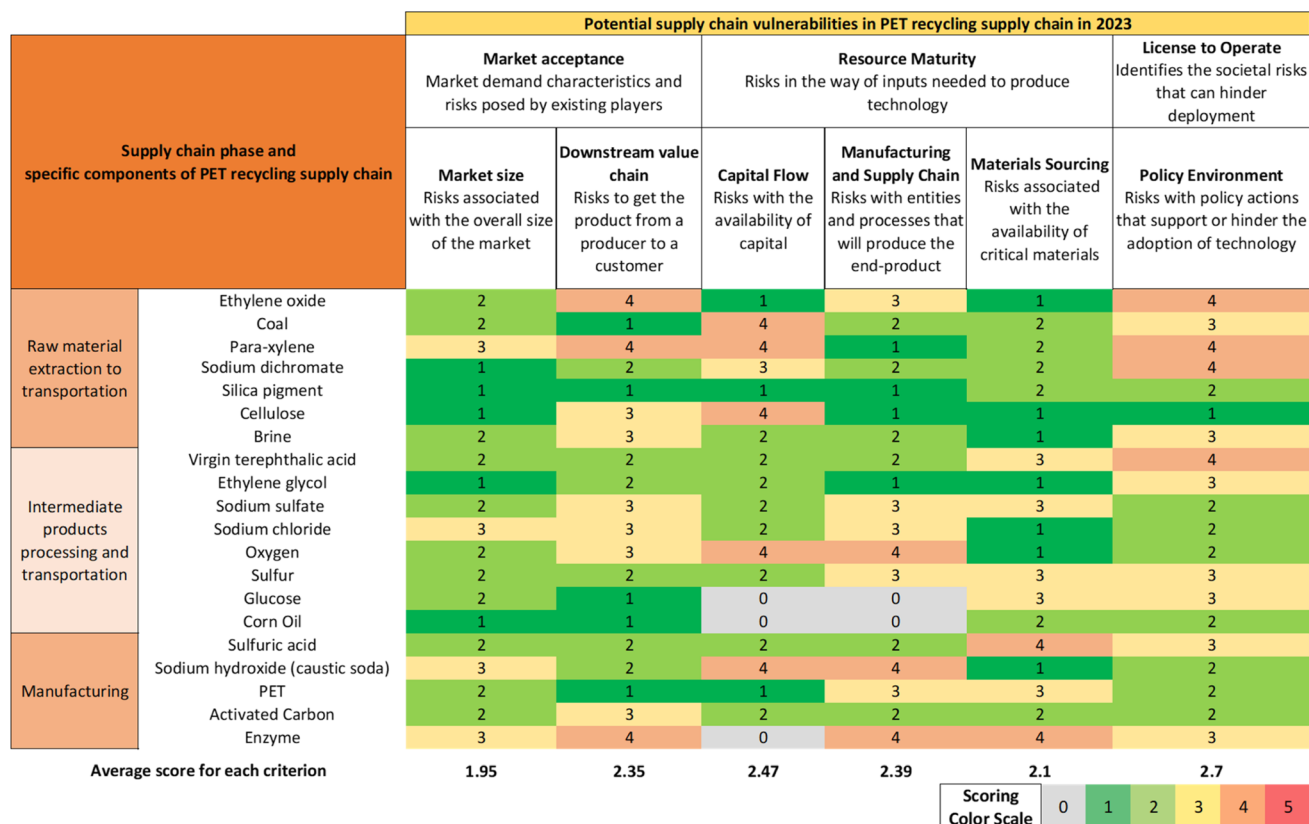 Potential supply chain vulnerabilities in PET recycling supply chain in 2023
Supply chain phase and
specific components of PET recycling supply chain
Market acceptance
Market demand characteristics and
risks posed by existing players
Resource Maturity
Risks in the way of inputs needed to produce
technology
License to Operate
Identifies the societal risks
that can hinder
deployment
Market size
Risks associated
with the overall size
of the market
Downstream value
chain
Risks to get the
product from a
producer to a
customer
Capital Flow
Risks with the
availability of
capital
Manufacturing
and Supply Chain
Risks with entities
and processes that
will produce the
end-product
Materials Sourcing
Risks associated
with the
availability of
critical materials
Policy Environment
Risks with policy actions
that support or hinder the
adoption of technology
Raw material
extraction to
transportation
Ethylene oxide 2 4 1 3 1 4
Coal 2 1 4 2 2 3
Para-xylene 3 4 4 1 2 4
Sodium dichromate 1 2 3 2 2 4
Silica pigment 1 1 1 1 2 2
Cellulose 1 3 4 1 1 1
Brine 2 3 2 2 1 3
Intermediate
products
processing and
transportation
Virgin terephthalic acid 2 2 2 2 3 4
Ethylene glycol 1 2 2 1 1 3
Sodium sulfate 2 3 2 3 3 2
Sodium chloride 3 3 2 3 1 2
Oxygen 2 3 4 4 1 2
Sulfur 2 2 2 3 3 3
Glucose 2 1 0 0 3 3
Corn Oil 1 1 0 0 2 2
Manufacturing
Sulfuric acid 2 2 2 2 4 3
Sodium hydroxide (caustic soda) 3 2 4 4 1 2
PET 2 1 1 3 3 2
Activated Carbon 2 3 2 2 2 2
Enzyme 3 4 0 4 4 3
Average score for each criterion 1.95 2.35 2.47 2.39 2.1 2.7
Scoring
Color Scale
0 1 2 3 4 5